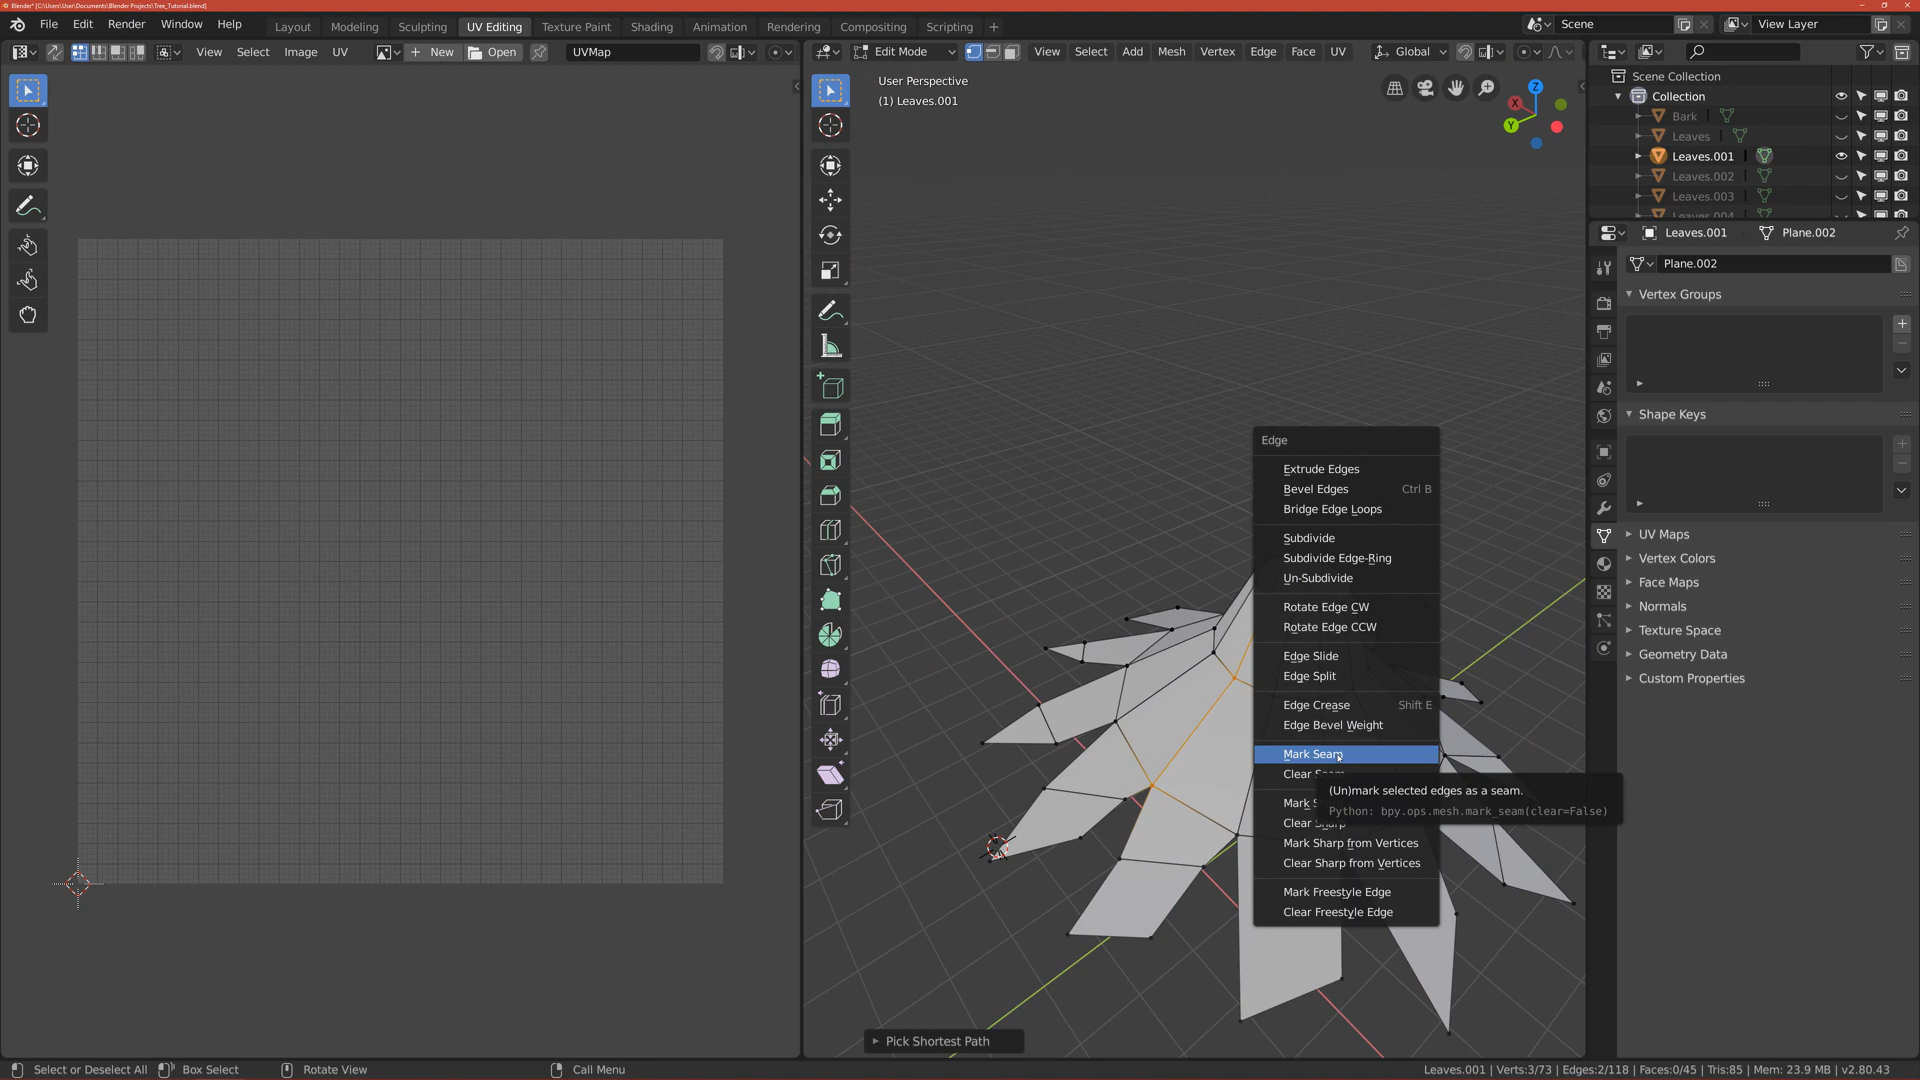 Blender* [C:\Users\User\Documents\Blender Projects\Tree_Tutorial.blend]
File Edit Render Window Help
Layout Modeling Sculpting UV Editing Texture Paint Shading Animation Rendering Compositing Scripting +
Scene View Layer
View Select Image UV
New Open
UVMap
Edit Mode View Select Add Mesh Vertex Edge Face UV Global
User Perspective
(1) Leaves.001
Z
X
Y
Scene Collection
Collection
Bark
Leaves
Leaves.001
Leaves.002
Leaves.003
Leaves.004
Leaves.001 Plane.002
Plane.002
Vertex Groups
Shape Keys
UV Maps
Vertex Colors
Face Maps
Normals
Texture Space
Geometry Data
Custom Properties
Edge
Extrude Edges
Bevel Edges Ctrl B
Bridge Edge Loops
Subdivide
Subdivide Edge-Ring
Un-Subdivide
Rotate Edge CW
Rotate Edge CCW
Edge Slide
Edge Split
Edge Crease Shift E
Edge Bevel Weight
Mark Seam
Clear Seam
(Un)mark selected edges as a seam.
Python: bpy.ops.mesh.mark_seam(clear=False)
Mark S
Clear Sharp
Mark Sharp from Vertices
Clear Sharp from Vertices
Mark Freestyle Edge
Clear Freestyle Edge
Pick Shortest Path
Select or Deselect All Box Select Rotate View Call Menu
Leaves.001 | Verts:3/73 | Edges:2/118 | Faces:0/45 | Tris:85 | Mem: 23.9 MB | v2.80.43